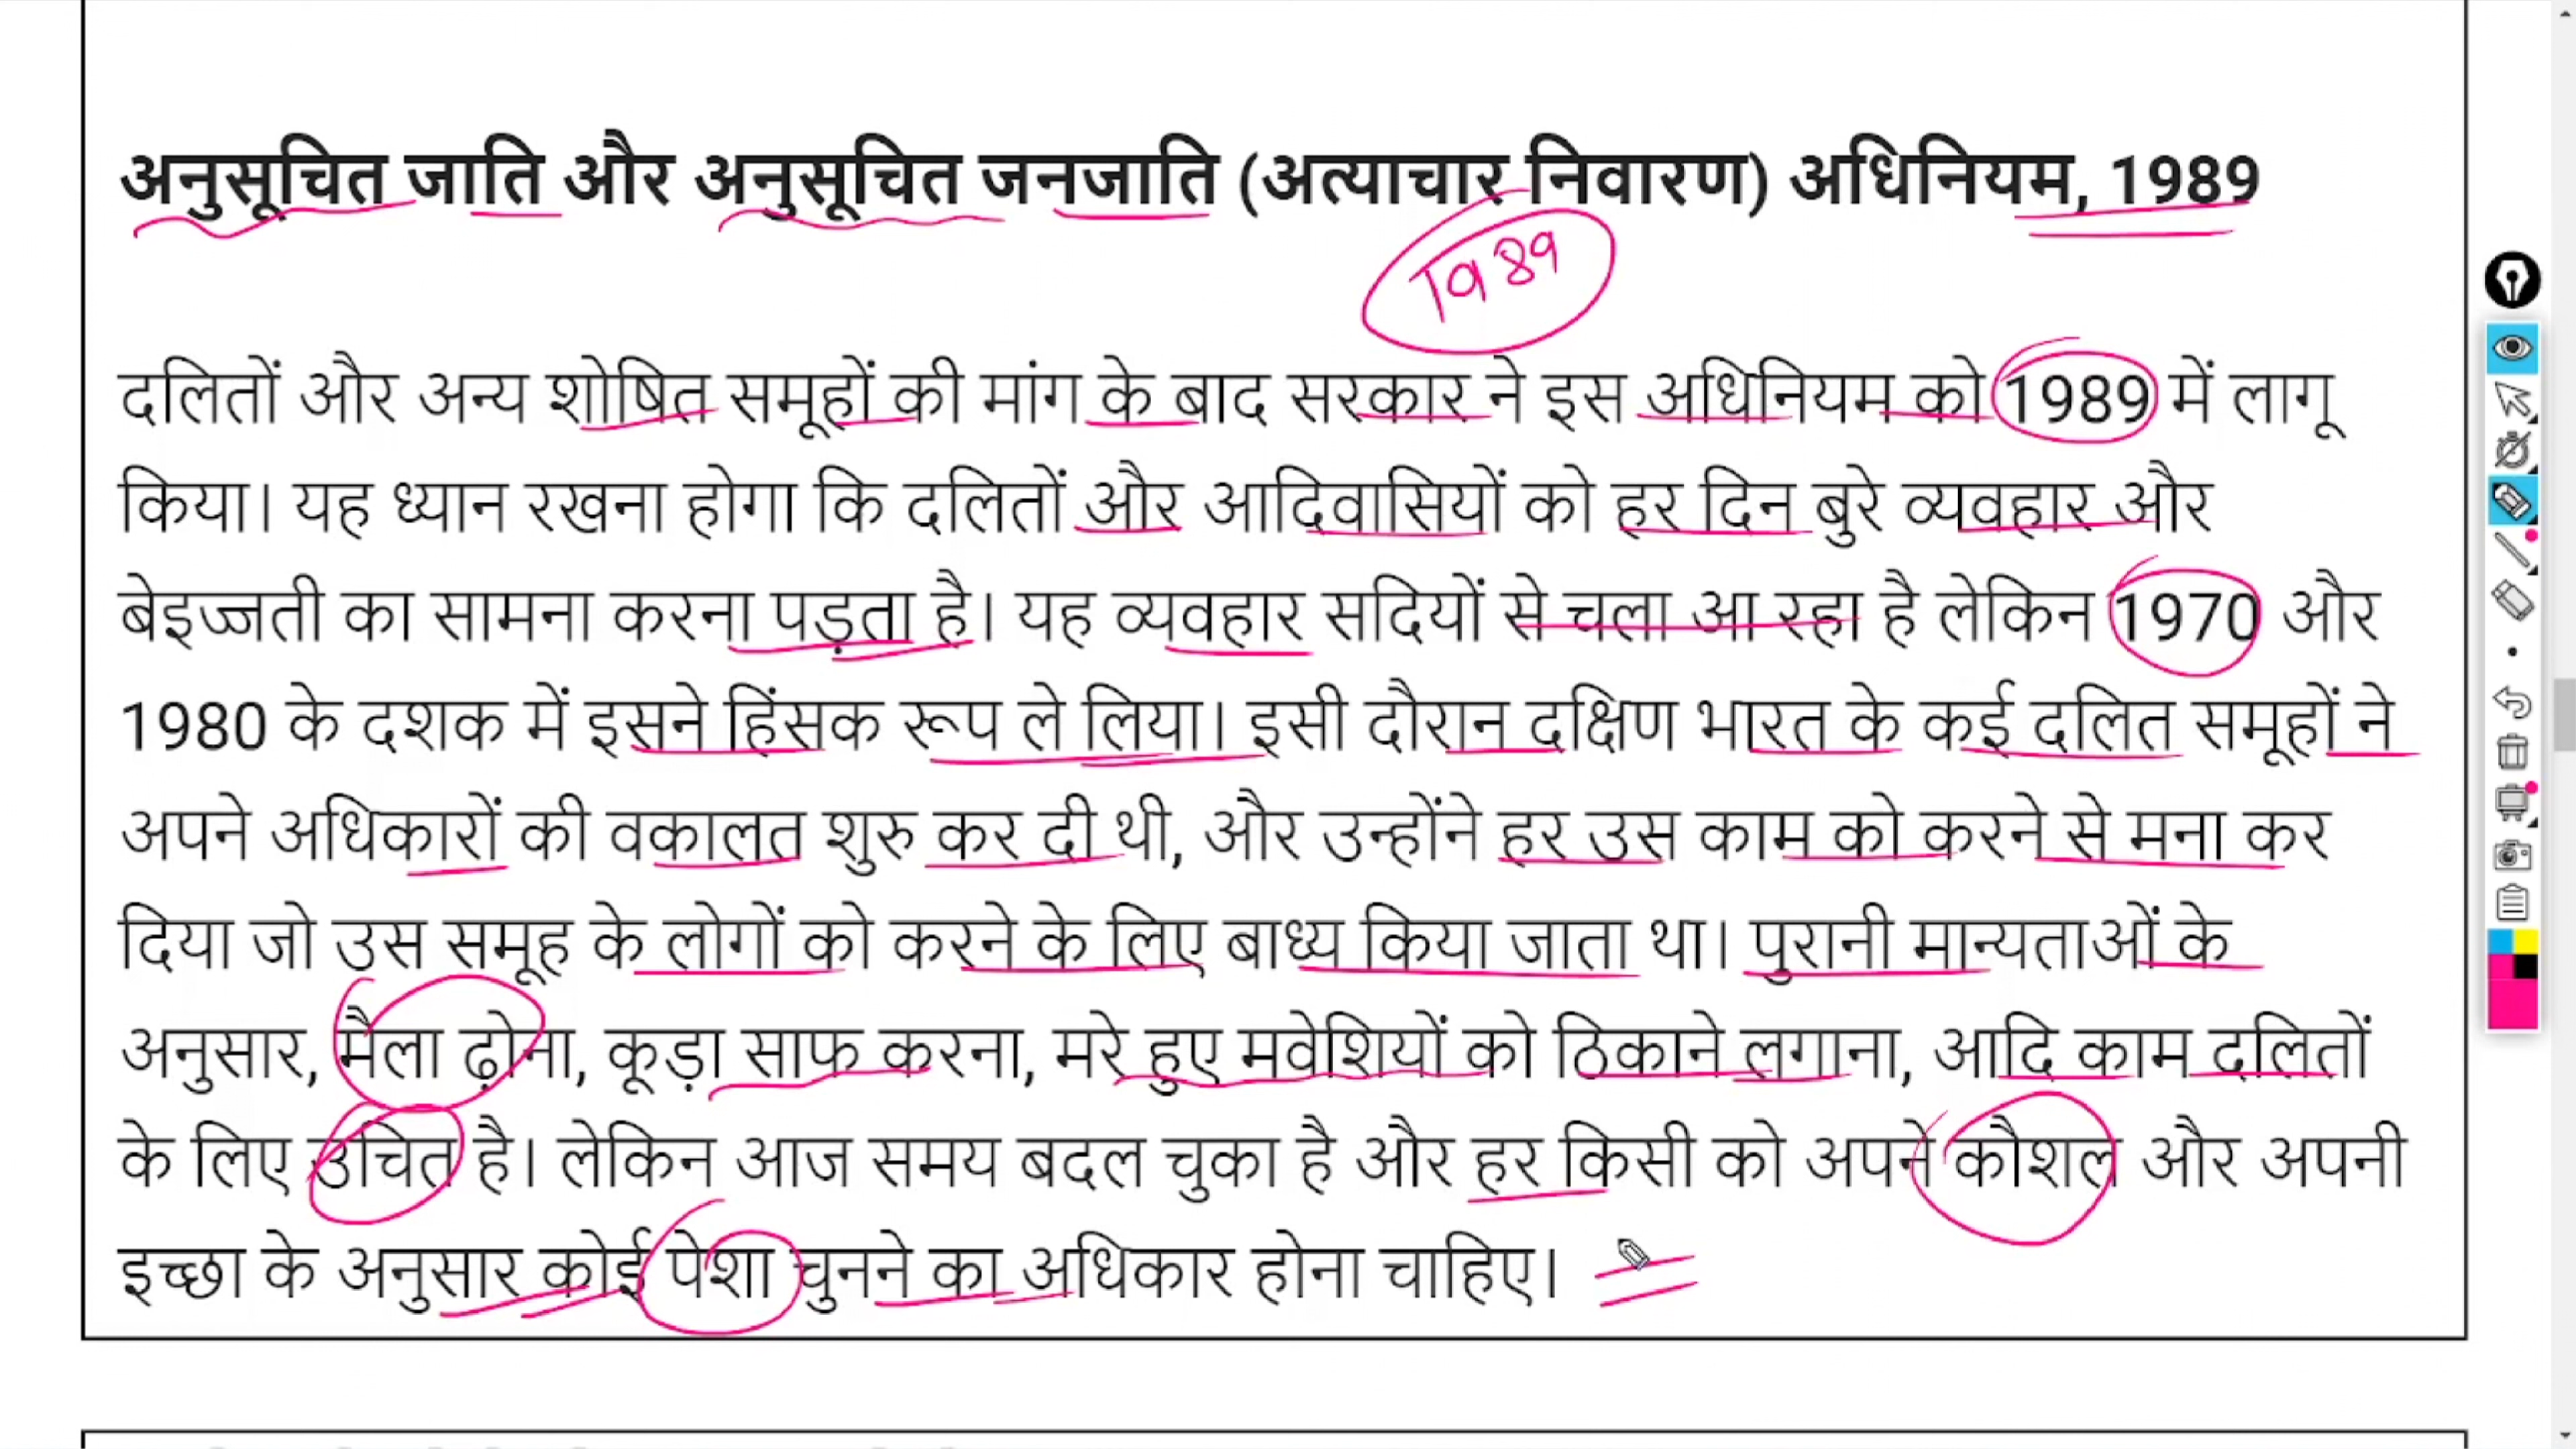 अनुसूचित जाति और अनुसूचित जनजाति (अत्याचार निवारण) अधिनियम, 1989
1989
दलितों और अन्य शोषित समूहों की मांग के बाद सरकार ने इस अधिनियम को 1989 में लागू
किया। यह ध्यान रखना होगा कि दलितों और आदिवासियों को हर दिन बुरे व्यवहार और
बेइज्जती का सामना करना पड़ता है। यह व्यवहार सदियों से चला आ रहा है लेकिन 1970 और
1980 के दशक में इसने हिंसक रूप ले लिया। इसी दौरान दक्षिण भारत के कई दलित समूहों ने
अपने अधिकारों की वकालत शुरु कर दी थी, और उन्होंने हर उस काम को करने से मना कर
दिया जो उस समूह के लोगों को करने के लिए बाध्य किया जाता था। पुरानी मान्यताओं के
अनुसार, मैला ढ़ोना, कूड़ा साफ करना, मरे हुए मवेशियों को ठिकाने लगाना, आदि काम दलितों
के लिए उचित है। लेकिन आज समय बदल चुका है और हर किसी को अपने कौशल और अपनी
इच्छा के अनुसार कोई पेशा चुनने का अधिकार होना चाहिए।